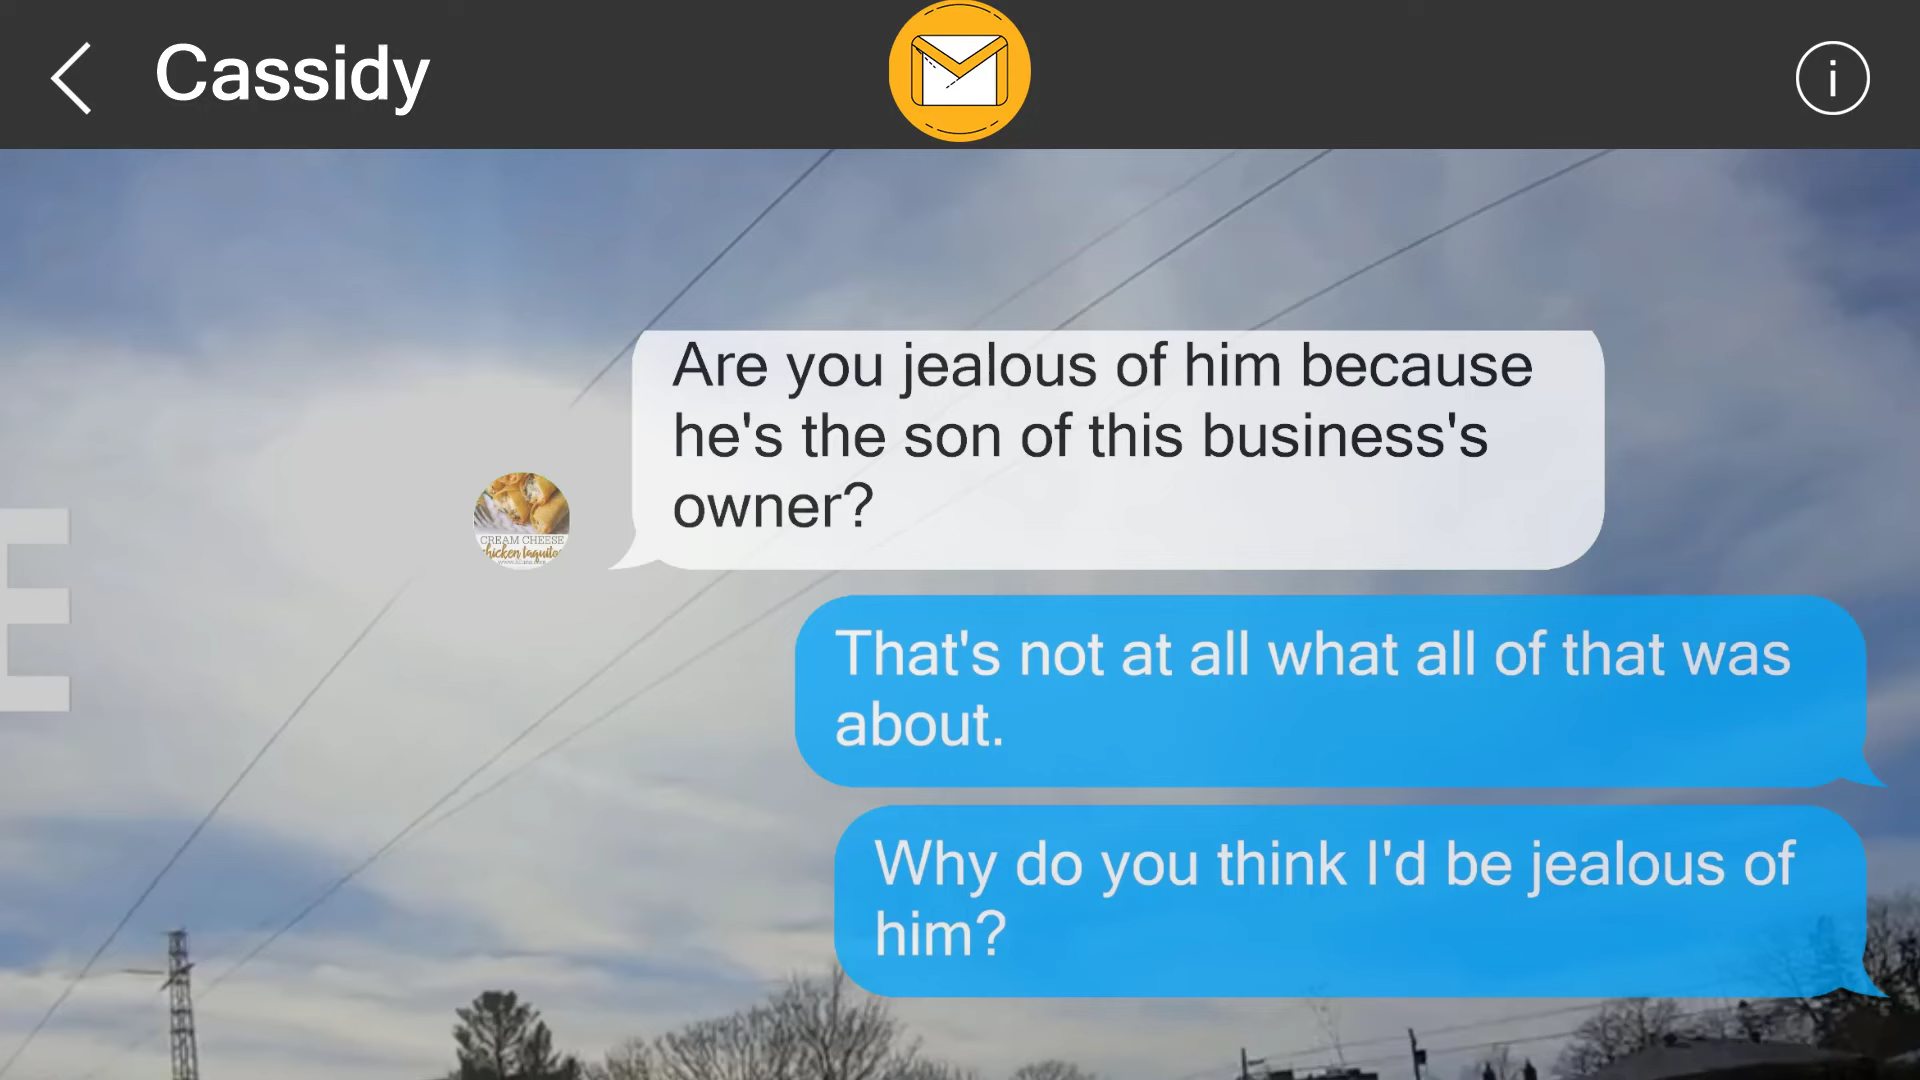 Cassidy
i
Are you jealous of him because
he's the son of this business's
owner?
CREAM CHEESE
chicken taquitos
That's not at all what all of that was
about.
Why do you think I'd be jealous of
him?
E